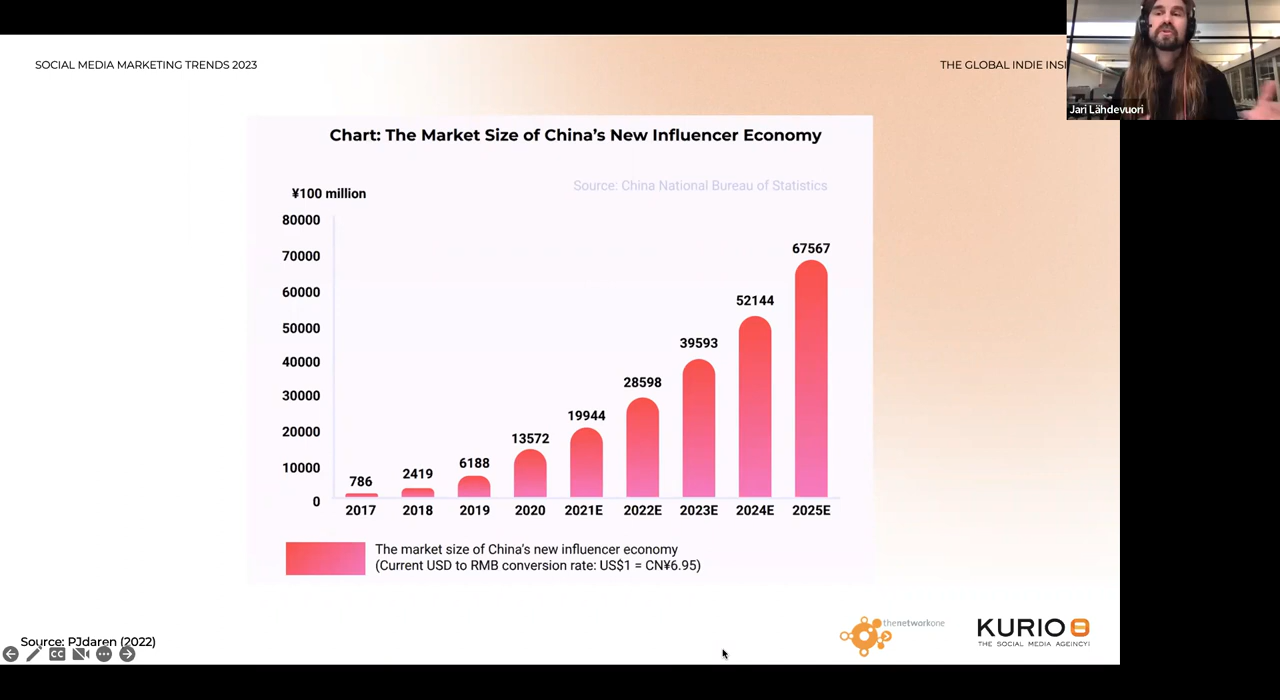 SOCIAL MEDIA MARKETING TRENDS 2023
THE GLOBAL INDIE INSI
Jari Lähdevuori
Chart: The Market Size of China's New Influencer Economy
Source: China National Bureau of Statistics
¥100 million
80000
70000
60000
50000
40000
30000
20000
10000
0
786
2419
6188
13572
19944
28598
39593
52144
67567
2017 2018 2019 2020 2021E 2022E 2023E 2024E 2025E
The market size of China's new influencer economy
(Current USD to RMB conversion rate: US$1 = CN¥6.95)
Source: PJdaren (2022)
CC
thenetworkone
KURIO
THE SOCIAL MEDIA AGEINCY!